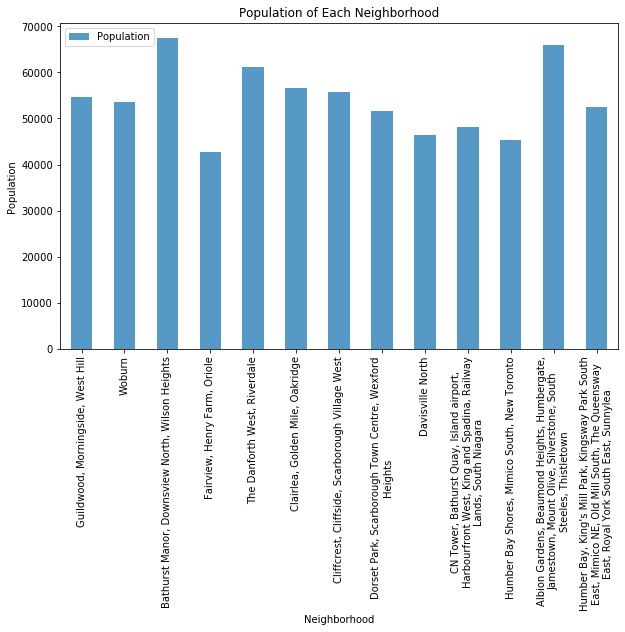 Population of Each Neighborhood
Population
70000
60000
50000
40000
30000
20000
10000
0
Population
Guildwood, Morningside, West Hill
Woburn
Bathurst Manor, Downsview North, Wilson Heights
Fairview, Henry Farm, Oriole
The Danforth West, Riverdale
Clairlea, Golden Mile, Oakridge
Cliffcrest, Cliffside, Scarborough Village West
Dorset Park, Scarborough Town Centre, Wexford
Heights
Davisville North
CN Tower, Bathurst Quay, Island airport,
Harbourfront West, King and Spadina, Railway
Lands, South Niagara
Humber Bay Shores, Mimico South, New Toronto
Albion Gardens, Beaumond Heights, Humbergate,
Jamestown, Mount Olive, Silverstone, South
Steeles, Thistletown
Humber Bay, King's Mill Park, Kingsway Park South
East, Mimico NE, Old Mill South, The Queensway
East, Royal York South East, Sunnylea
Neighborhood